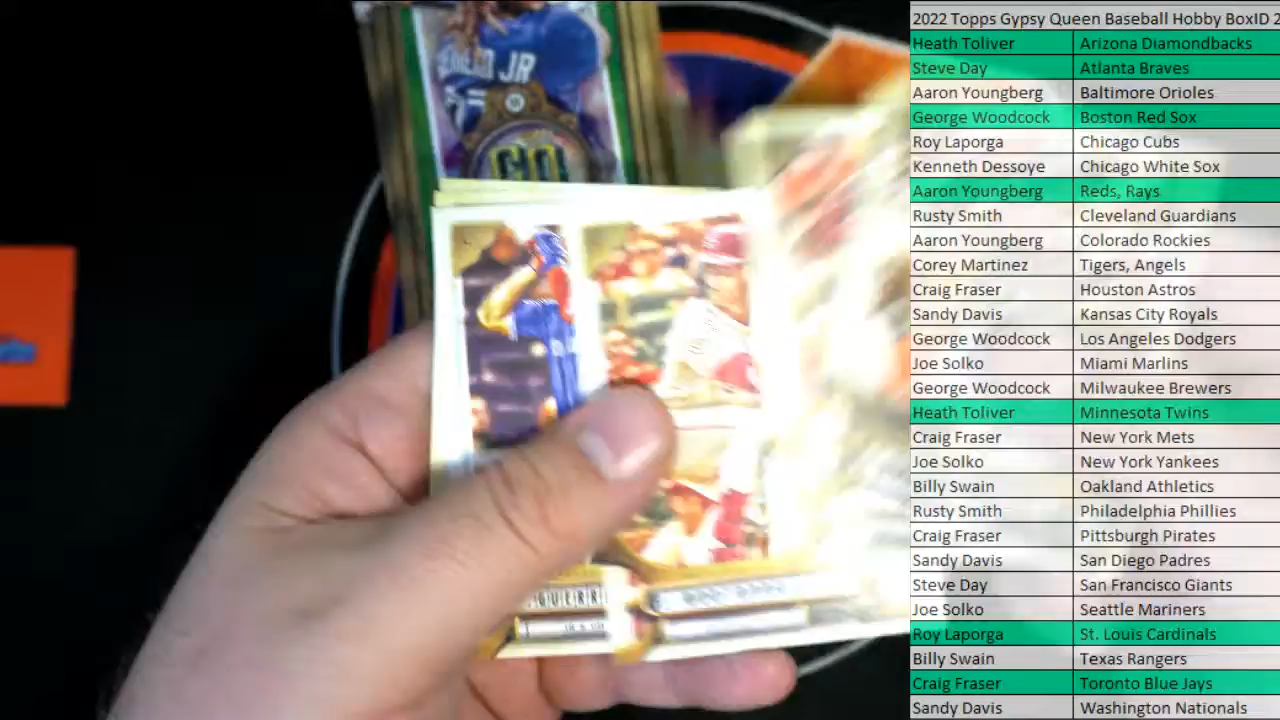 2022 Topps Gypsy Queen Baseball Hobby BoxID
Heath Toliver Arizona Diamondbacks
Steve Day Atlanta Braves
Aaron Youngberg Baltimore Orioles
George Woodcock Boston Red Sox
Roy Laporga Chicago Cubs
Kenneth Dessoye Chicago White Sox
Aaron Youngberg Reds, Rays
Rusty Smith Cleveland Guardians
Aaron Youngberg Colorado Rockies
Corey Martinez Tigers, Angels
Craig Fraser Houston Astros
Sandy Davis Kansas City Royals
George Woodcock Los Angeles Dodgers
Joe Solko Miami Marlins
George Woodcock Milwaukee Brewers
Heath Toliver Minnesota Twins
Craig Fraser New York Mets
Joe Solko New York Yankees
Billy Swain Oakland Athletics
Rusty Smith Philadelphia Phillies
Craig Fraser Pittsburgh Pirates
Sandy Davis San Diego Padres
Steve Day San Francisco Giants
Joe Solko Seattle Mariners
Roy Laporga St. Louis Cardinals
Billy Swain Texas Rangers
Craig Fraser Toronto Blue Jays
Sandy Davis Washington Nationals
JR
GQ